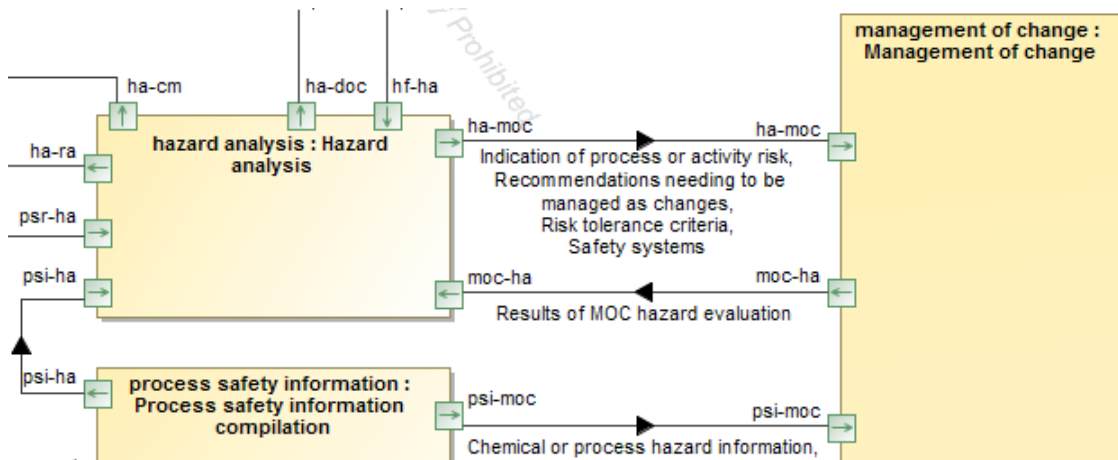 management of change :
Management of change
Prohibited
ha-cm
ha-doc
hf-ha
ha-moc
ha-moc
hazard analysis : Hazard
analysis
ha-ra
Indication of process or activity risk,
Recommendations needing to be
managed as changes,
Risk tolerance criteria,
Safety systems
psr-ha
psi-ha
moc-ha
moc-ha
Results of MOC hazard evaluation
psi-ha
process safety information :
Process safety information
compilation
psi-moc
psi-moc
Chemical or process hazard information,